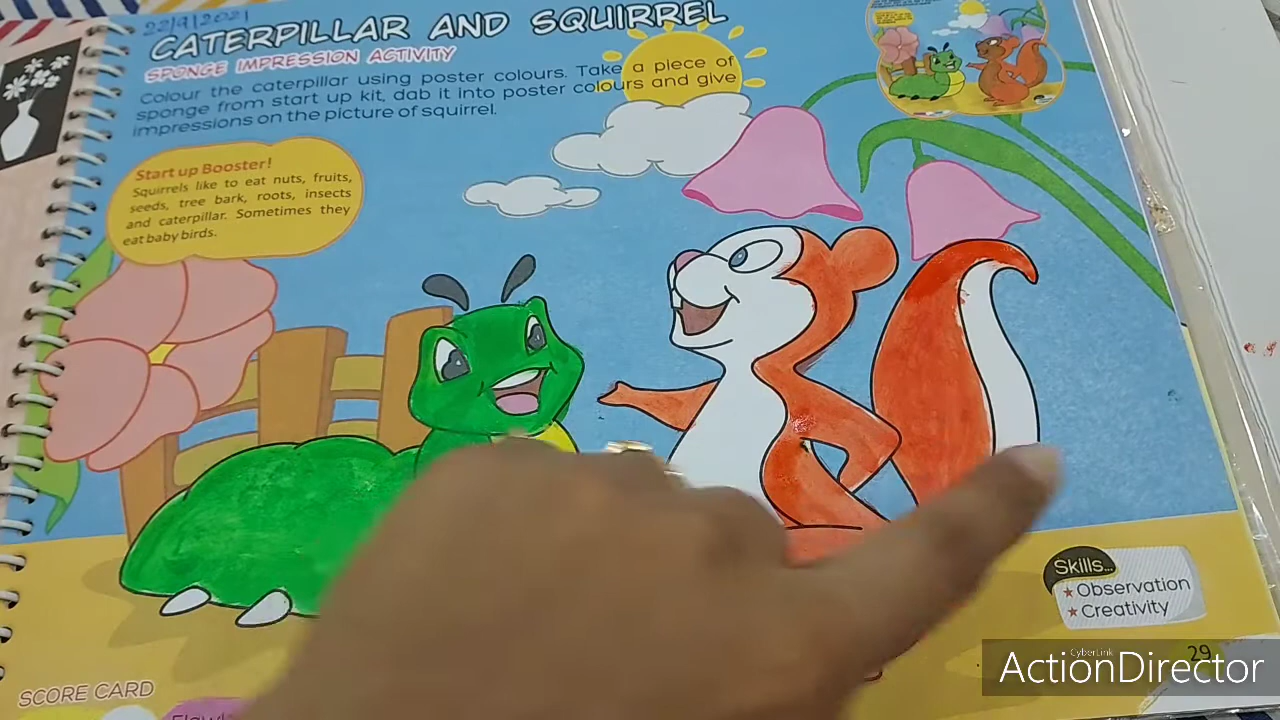 22/9/2021
CATERPILLAR AND SQUIRREL
SPONGE IMPRESSION ACTIVITY
Colour the caterpillar using poster colours. Take a piece of
sponge from start up kit, dab it into poster colours and give
impressions on the picture of squirrel.
Start up Booster!
Squirrels like to eat nuts, fruits,
seeds, tree bark, roots, insects
and caterpillar. Sometimes they
eat baby birds.
Skills...
★ Observation
★ Creativity
29
CyberLink
ActionDirector
SCORE CARD